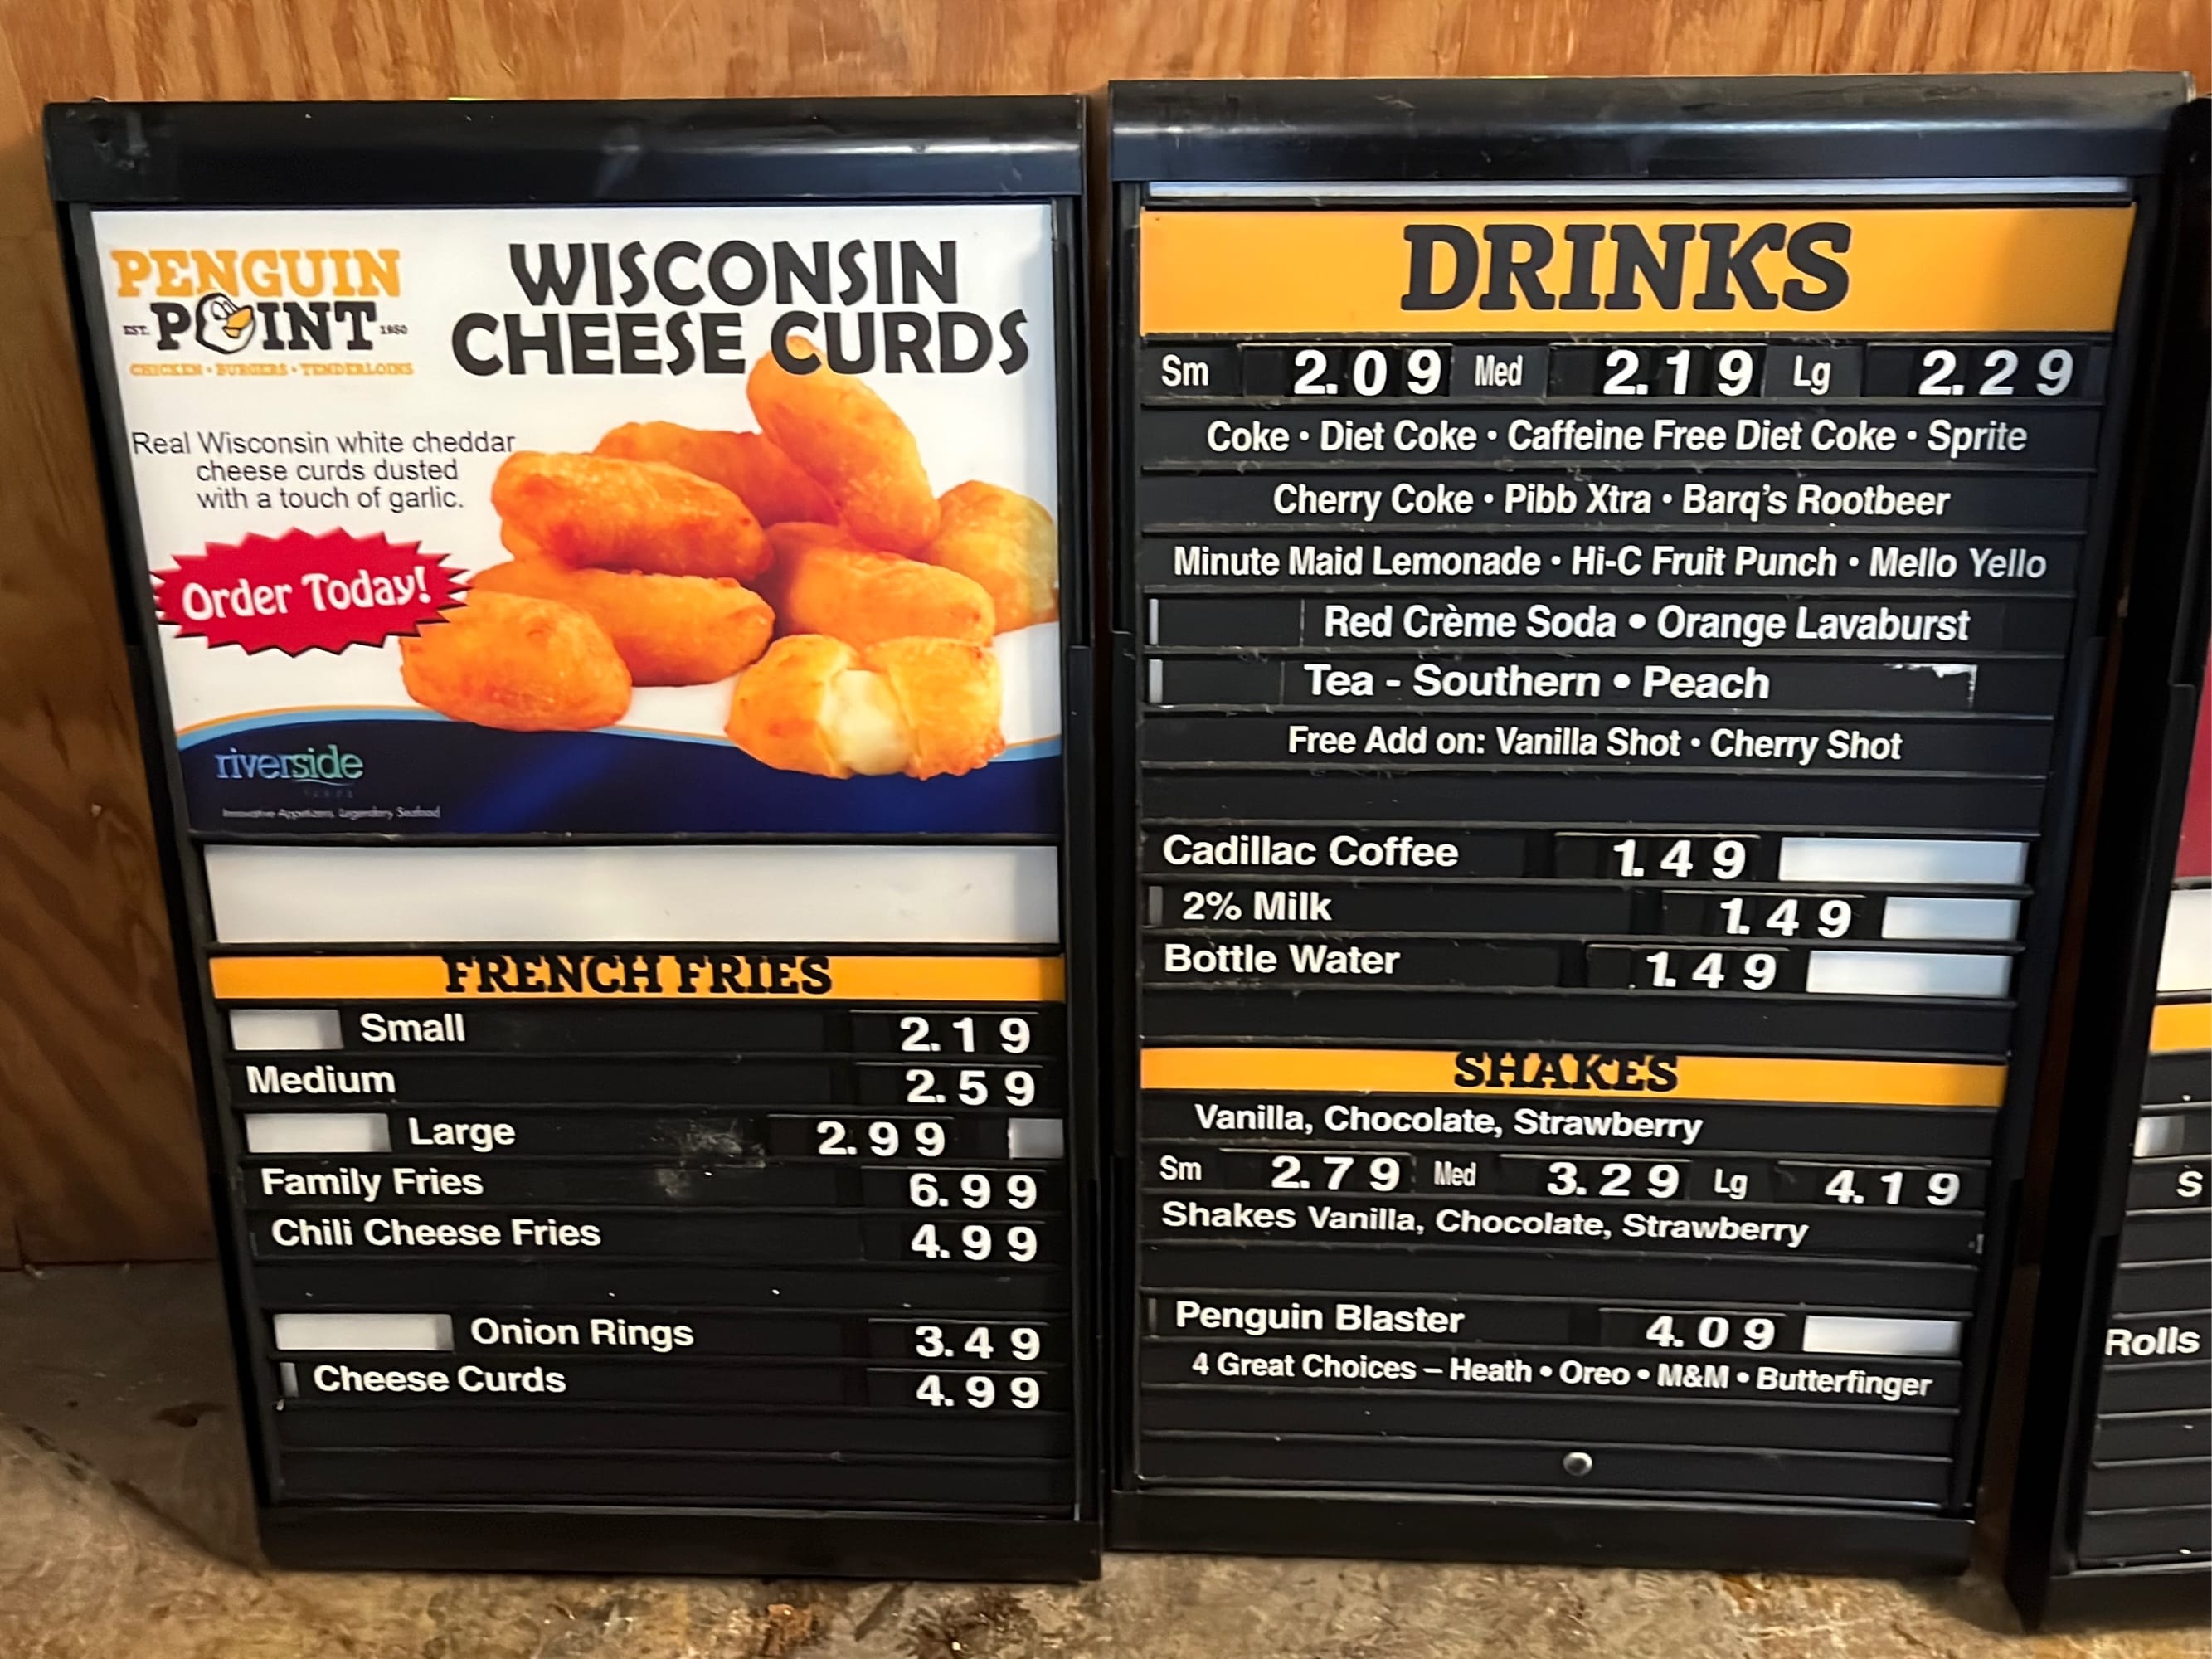 PENGUIN
EST. POINT 1950
CHICKEN • BURGERS • TENDERLOINS
WISCONSIN
CHEESE CURDS
Real Wisconsin white cheddar
cheese curds dusted
with a touch of garlic.
Order Today!
riverside
Innovative Appetizers. Legendary Seafood
FRENCH FRIES
Small 2.19
Medium 2.59
Large 2.99
Family Fries 6.99
Chili Cheese Fries 4.99
Onion Rings 3.49
Cheese Curds 4.99
DRINKS
Sm 2.09 Med 2.19 Lg 2.29
Coke • Diet Coke • Caffeine Free Diet Coke • Sprite
Cherry Coke • Pibb Xtra • Barq's Rootbeer
Minute Maid Lemonade • Hi-C Fruit Punch • Mello Yello
Red Crème Soda • Orange Lavaburst
Tea - Southern • Peach
Free Add on: Vanilla Shot • Cherry Shot
Cadillac Coffee 1.49
2% Milk 1.49
Bottle Water 1.49
SHAKES
Vanilla, Chocolate, Strawberry
Sm 2.79 Med 3.29 Lg 4.19
Shakes Vanilla, Chocolate, Strawberry
Penguin Blaster 4.09
4 Great Choices – Heath • Oreo • M&M • Butterfinger
S
Rolls